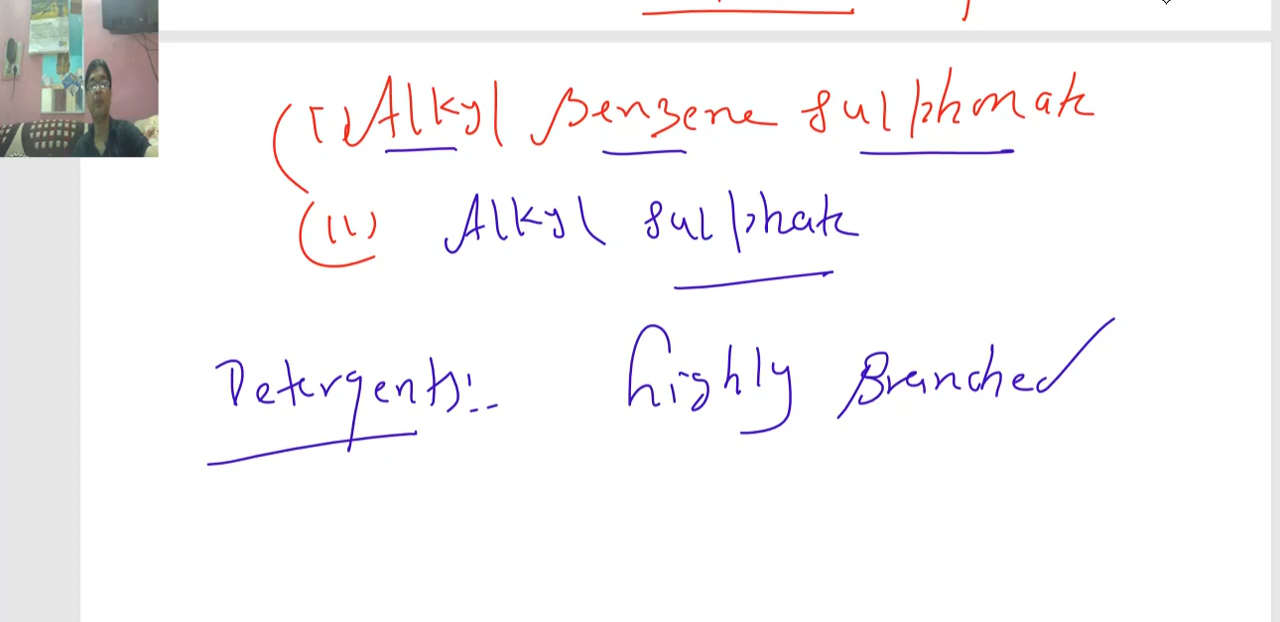 (I) Alkyl Benzene Sulphonate
(II) Alkyl Sulphate
Detergents:- highly Branched